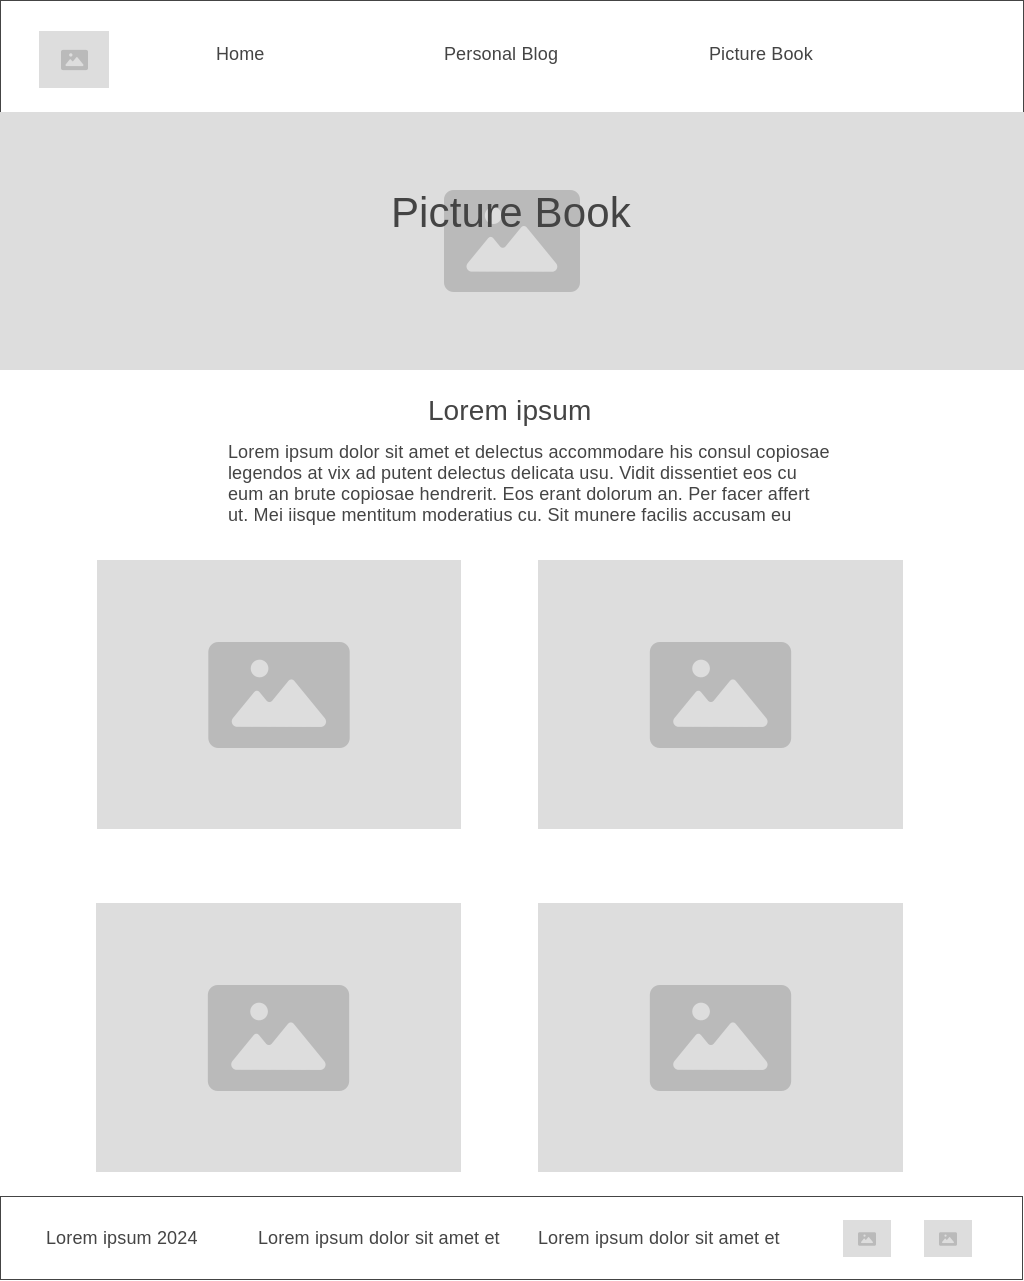 Home
Personal Blog
Picture Book
Picture Book
Lorem ipsum
Lorem ipsum dolor sit amet et delectus accommodare his consul copiosae
legendos at vix ad putent delectus delicata usu. Vidit dissentiet eos cu
eum an brute copiosae hendrerit. Eos erant dolorum an. Per facer affert
ut. Mei iisque mentitum moderatius cu. Sit munere facilis accusam eu
Lorem ipsum 2024
Lorem ipsum dolor sit amet et
Lorem ipsum dolor sit amet et